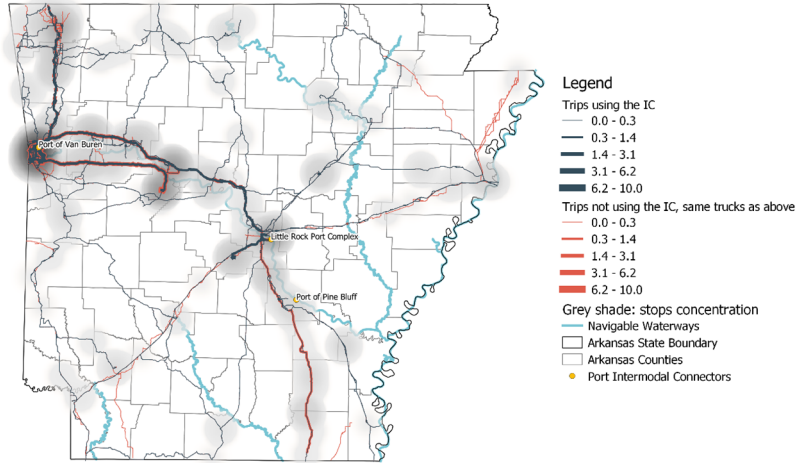 Port of Van Buren
Little Rock Port Complex
Port of Pine Bluff
Legend
Trips using the IC
0.0 - 0.3
0.3 - 1.4
1.4 - 3.1
3.1 - 6.2
6.2 - 10.0
Trips not using the IC, same trucks as above
0.0 - 0.3
0.3 - 1.4
1.4 - 3.1
3.1 - 6.2
6.2 - 10.0
Grey shade: stops concentration
Navigable Waterways
Arkansas State Boundary
Arkansas Counties
Port Intermodal Connectors